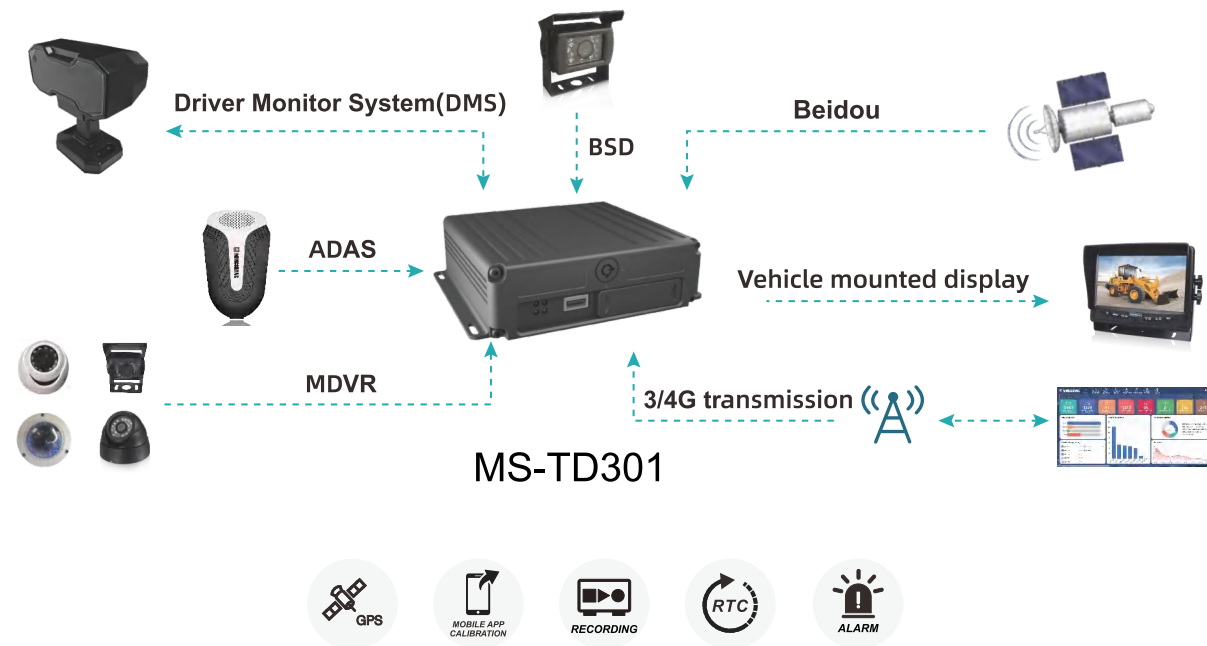 Driver Monitor System(DMS)
BSD
Beidou
ADAS
Vehicle mounted display
MDVR
3/4G transmission
MS-TD301
GPS
MOBILE APP
CALIBRATION
RECORDING
RTC
ALARM